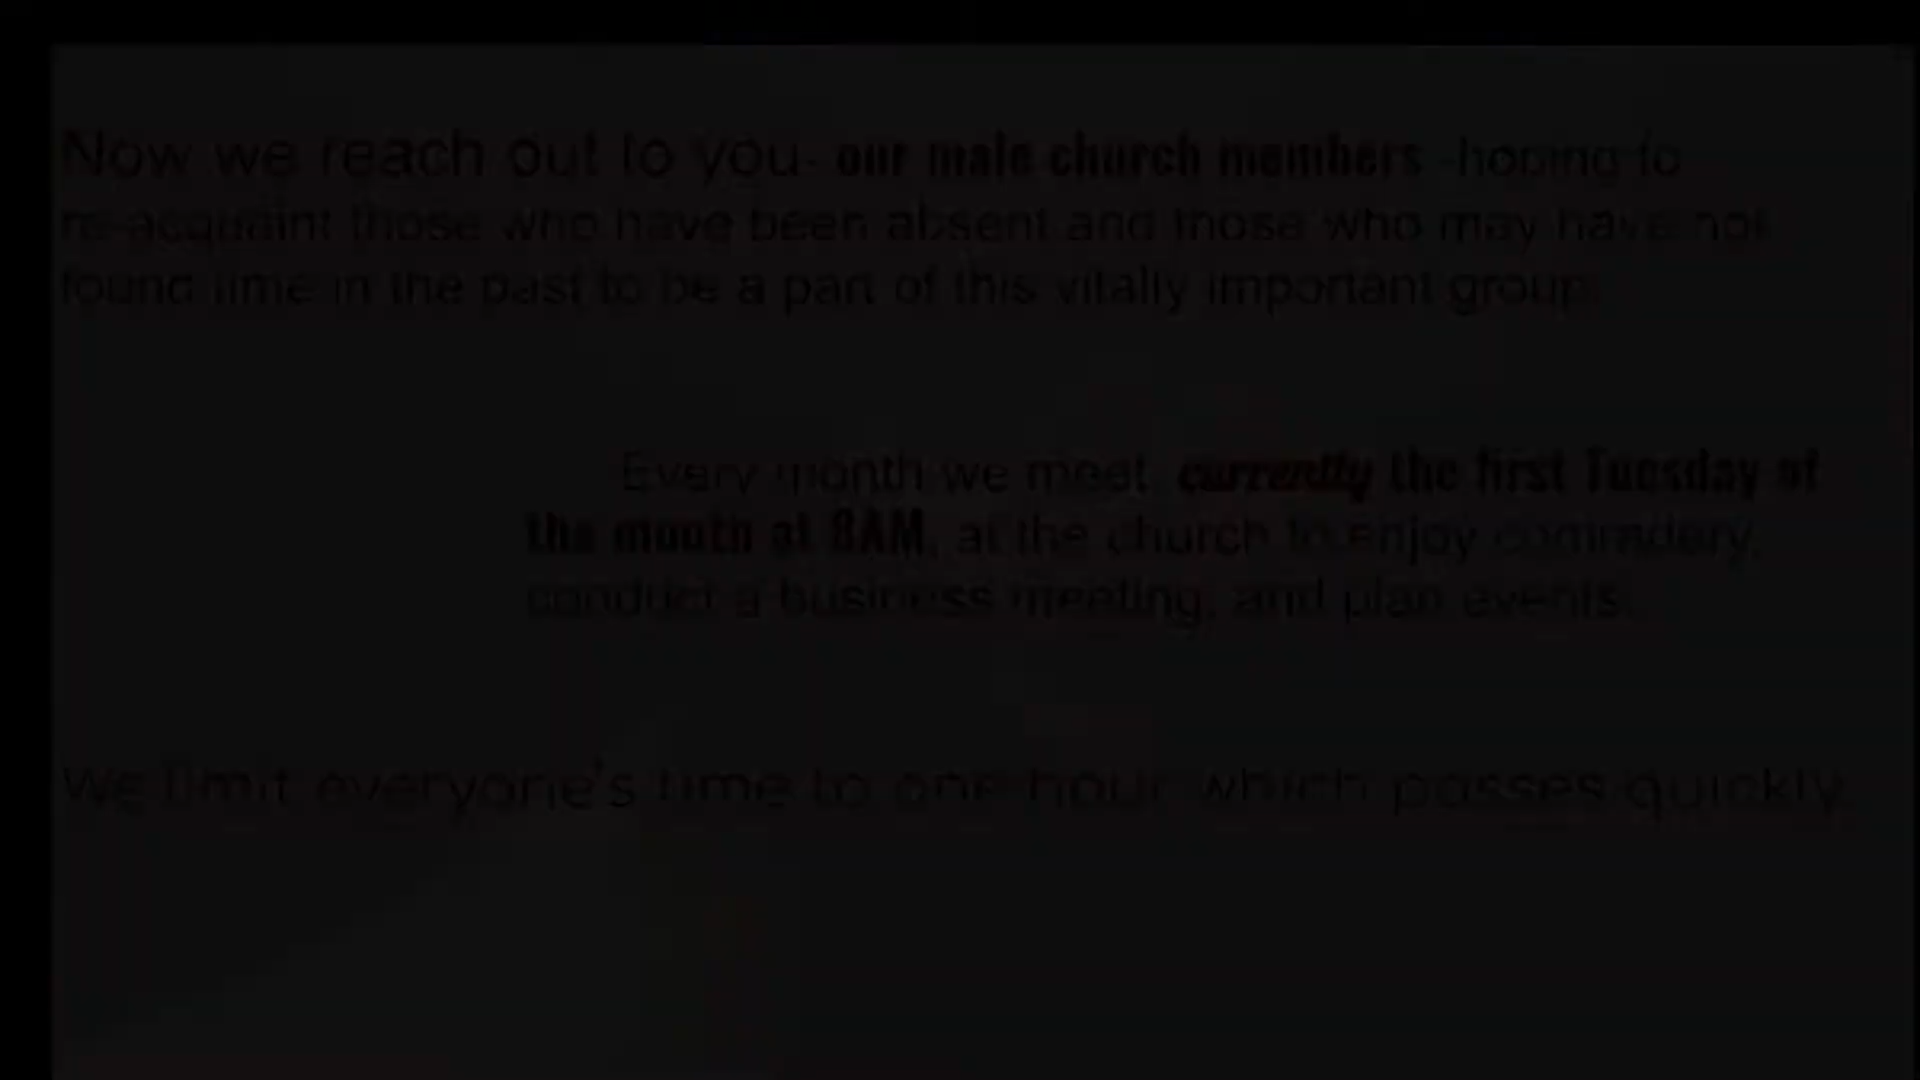 Now we reach out to you- our male church members -hoping to
re-acquaint those who have been absent and those who may have not
found time in the past to be a part of this vitally important group.
Every month we meet, currently the first Tuesday of
the month at 8AM, at the church to enjoy comradery,
conduct a business meeting, and plan events.
We limit everyone's time to one hour which passes quickly